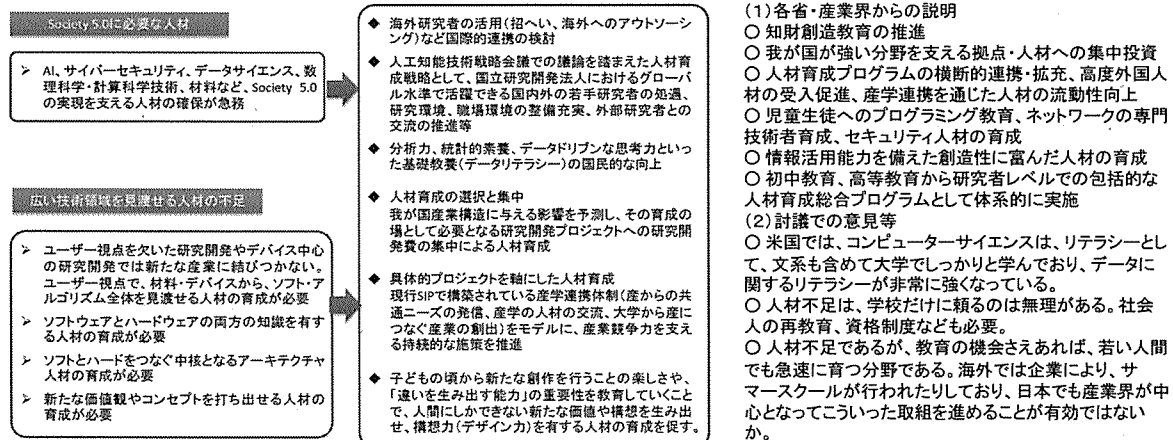 Society 5.0に必要な人材
➢ AI、サイバーセキュリティ、データサイエンス、数
理科学・計算科学技術、材料など、Society 5.0
の実現を支える人材の確保が急務
広い技術領域を見渡せる人材の不足
➢ ユーザー視点を欠いた研究開発やデバイス中心
の研究開発では新たな産業に結びつかない。
ユーザー視点で、材料・デバイスから、ソフト・ア
ルゴリズム全体を見渡せる人材の育成が必要
➢ ソフトウェアとハードウェアの両方の知識を有す
る人材の育成が必要
➢ ソフトとハードをつなぐ中核となるアーキテクチャ
人材の育成が必要
➢ 新たな価値観やコンセプトを打ち出せる人材の
育成が必要
◆ 海外研究者の活用(招へい、海外へのアウトソーシ
ング)など国際的連携の検討
◆ 人工知能技術戦略会議での議論を踏まえた人材育
成戦略として、国立研究開発法人におけるグローバ
ル水準で活躍できる国内外の若手研究者の処遇、
研究環境、職場環境の整備充実、外部研究者との
交流の推進等
◆ 分析力、統計的素養、データドリブンな思考力といっ
た基礎教養(データリテラシー)の国民的な向上
◆ 人材育成の選択と集中
我が国産業構造に与える影響を予測し、その育成の
場として必要となる研究開発プロジェクトへの研究開
発費の集中による人材育成
◆ 具体的プロジェクトを軸にした人材育成
現行SIPで構築されている産学連携体制(産からの共
通ニーズの発信、産学の人材の交流、大学から産に
つなぐ産業の創出)をモデルに、産業競争力を支え
る持続的な施策を推進
◆ 子どもの頃から新たな創作を行うことの楽しさや、
「違いを生み出す能力」の重要性を教育していくこと
で、人間にしかできない新たな価値や構想を生み出
せ、構想力(デザイン力)を有する人材の育成を促す。
(1)各省・産業界からの説明
○ 知財創造教育の推進
○ 我が国が強い分野を支える拠点・人材への集中投資
○ 人材育成プログラムの横断的連携・拡充、高度外国人
材の受入促進、産学連携を通じた人材の流動性向上
○ 児童生徒へのプログラミング教育、ネットワークの専門
技術者育成、セキュリティ人材の育成
○ 情報活用能力を備えた創造性に富んだ人材の育成
○ 初中教育、高等教育から研究者レベルでの包括的な
人材育成総合プログラムとして体系的に実施
(2)討議での意見等
○ 米国では、コンピューターサイエンスは、リテラシーとし
て、文系も含めて大学でしっかりと学んでおり、データに
関するリテラシーが非常に強くなっている。
○ 人材不足は、学校だけに頼るのは無理がある。社会
人の再教育、資格制度なども必要。
○ 人材不足であるが、教育の機会さえあれば、若い人間
でも急速に育つ分野である。海外では企業により、サ
マースクールが行われたりしており、日本でも産業界が中
心となってこういった取組を進めることが有効ではない
か。